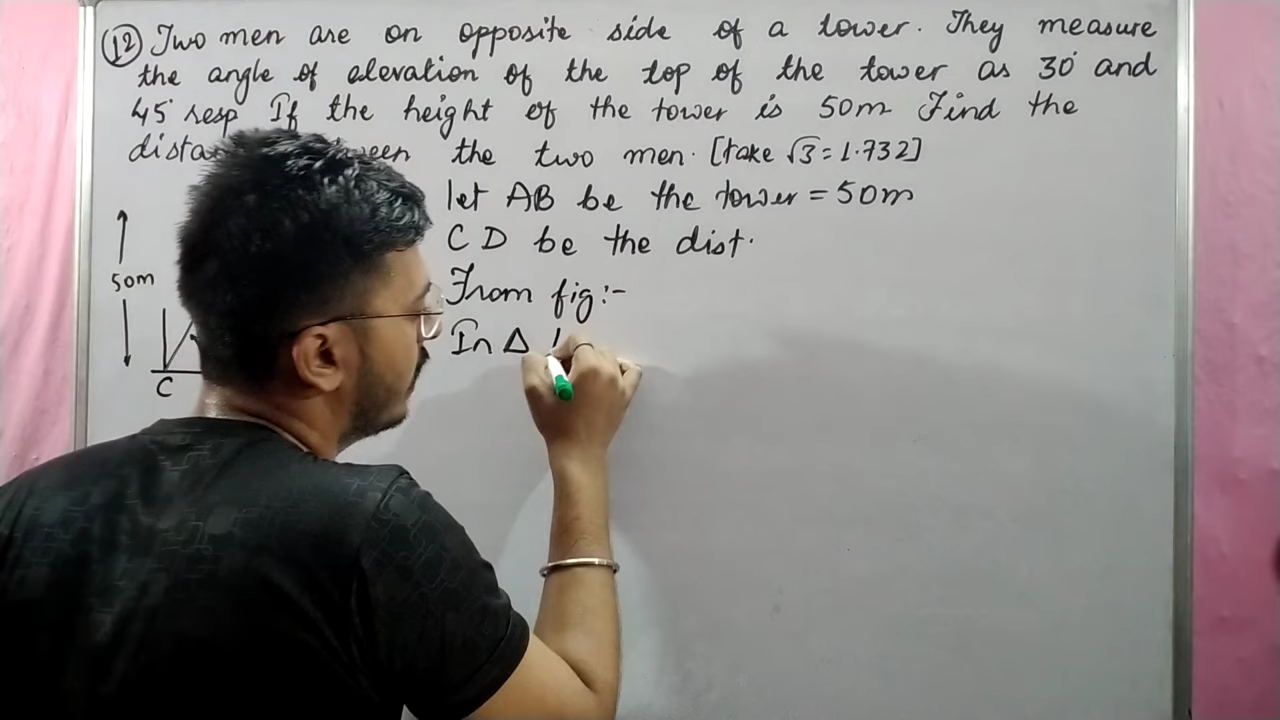 12 Two men are on opposite side of a tower. They measure
the angle of elevation of the top of the tower as 30° and
45° resp If the height of the tower is 50m Find the
the two men. [take √3 = 1.732]
let AB be the tower = 50m
C D be the dist.
From fig:-
50m
In Δ
C